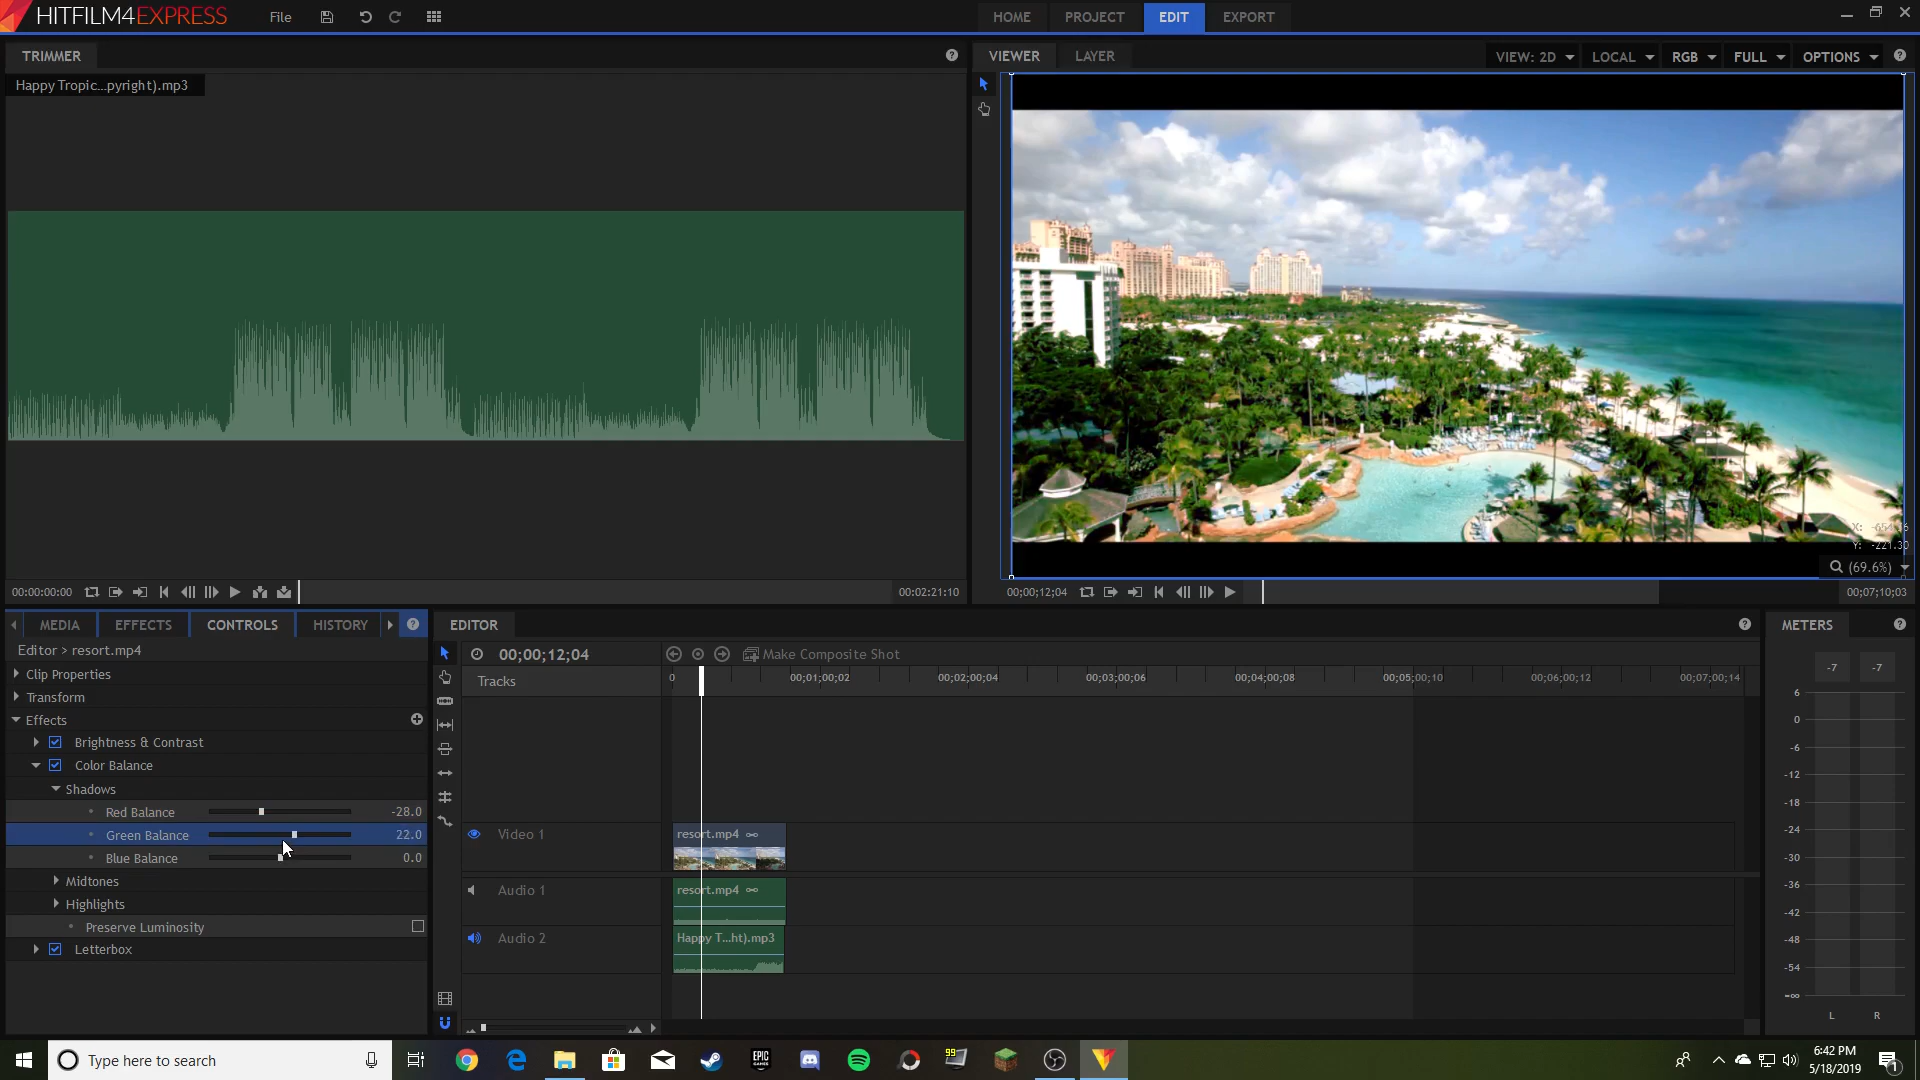 HITFILM4EXPRESS
File
HOME
PROJECT
EDIT
EXPORT
TRIMMER
VIEWER
LAYER
VIEW: 2D
LOCAL
RGB
FULL
OPTIONS
Happy Tropic...pyright).mp3
Y: -221.30
(69.6%)
00:00:00:00
00:02:21:10
00;00;12;04
00;07;10;03
MEDIA
EFFECTS
CONTROLS
HISTORY
EDITOR
METERS
Editor > resort.mp4
00;00;12;04
Make Composite Shot
-7
-7
Clip Properties
Tracks
0
00;01;00;02
00;02;00;04
00;03;00;06
00;04;00;08
00;05;00;10
00;06;00;12
00;07;00;14
Transform
Effects
Brightness & Contrast
Color Balance
Shadows
Red Balance
-28.0
Green Balance
22.0
Blue Balance
0.0
Midtones
Highlights
Preserve Luminosity
Letterbox
Video 1
resort.mp4
Audio 1
resort.mp4
Audio 2
Happy T...ht).mp3
6
0
-6
-12
-18
-24
-30
-36
-42
-48
-54
-∞
L
R
Type here to search
EPIC
GAMES
99
6:42 PM
5/18/2019
1